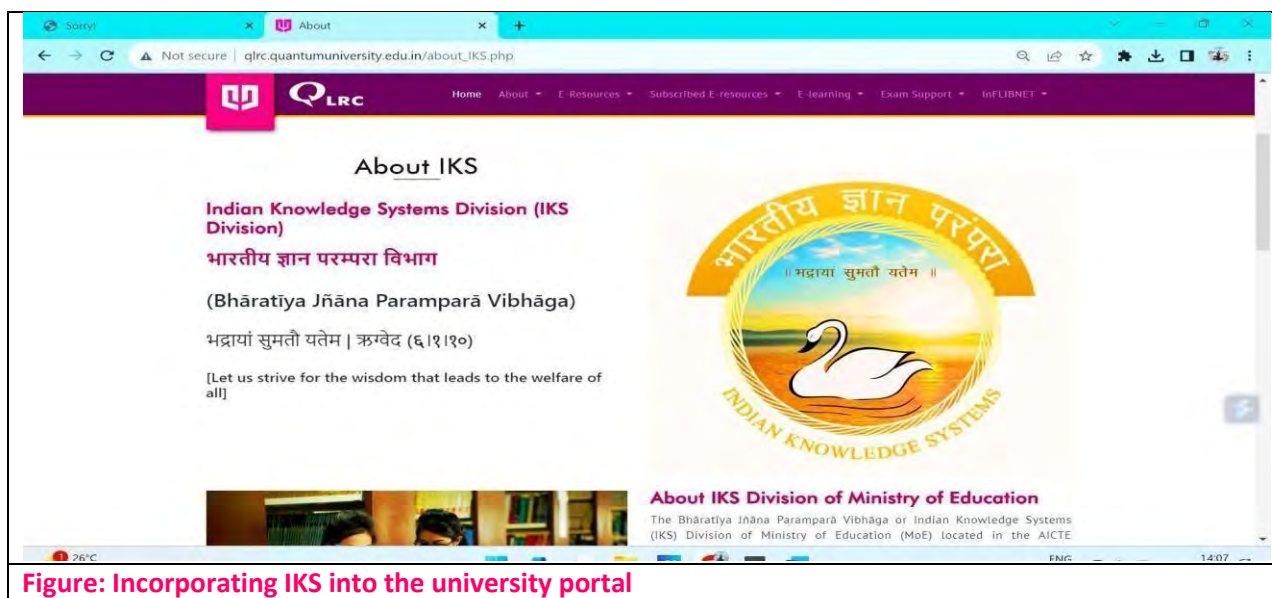 Sorry!
About
Not secure | qlrc.quantumuniversity.edu.in/about_IKS.php
QLRC
Home About E-Resources Subscribed E-resources E-learning Exam Support InFLIBNET
About IKS
Indian Knowledge Systems Division (IKS
Division)
भारतीय ज्ञान परम्परा विभाग
(Bhāratīya Jñāna Paramparā Vibhāga)
भद्रायां सुमतौ यतेम | ऋग्वेद (६।१।१०)
[Let us strive for the wisdom that leads to the welfare of
all]
भारतीय ज्ञान परंपरा
॥ भद्रायां सुमतौ यतेम ॥
INDIAN KNOWLEDGE SYSTEMS
About IKS Division of Ministry of Education
The Bhāratīya Jñāna Paramparā Vibhāga or Indian Knowledge Systems
(IKS) Division of Ministry of Education (MoE) located in the AICTE
1
26°C
ENG
14:07
Figure: Incorporating IKS into the university portal